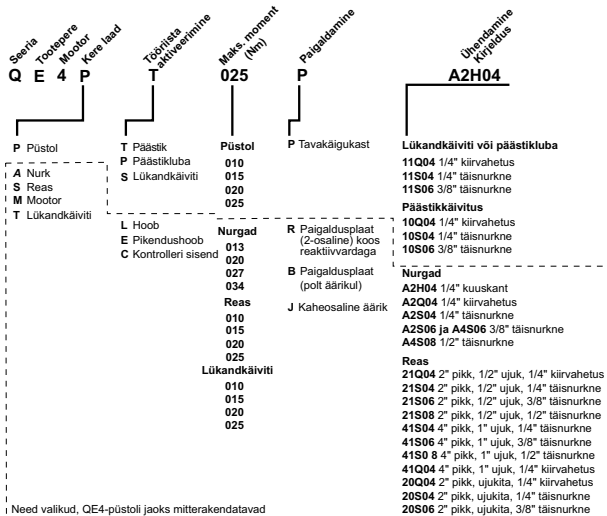 Seeria
Tootepere
Mootor
Kere laad
Tööriista
aktiveerimine
Maks. moment
(Nm)
Paigaldamine
Ühendamine
Kirjeldus
Q E 4 P T 025 P A2H04
P Püstol
A Nurk
S Reas
M Mootor
T Lükandkäiviti
T Päästik
P Päästikluba
S Lükandkäiviti
L Hoob
E Pikendushoob
C Kontrolleri sisend
Püstol
010
015
020
025
Nurgad
013
020
027
034
Reas
010
015
020
025
Lükandkäiviti
010
015
020
025
P Tavakäigukast
R Paigaldusplaat
(2-osaline) koos
reaktiivvardaga
B Paigaldusplaat
(polt äärikul)
J Kaheosaline äärik
Lükandkäiviti või päästikluba
11Q04 1/4" kiirvahetus
11S04 1/4" täisnurkne
11S06 3/8" täisnurkne
Päästikkäivitus
10Q04 1/4" kiirvahetus
10S04 1/4" täisnurkne
10S06 3/8" täisnurkne
Nurgad
A2H04 1/4" kuuskant
A2Q04 1/4" kiirvahetus
A2S04 1/4" täisnurkne
A2S06 ja A4S06 3/8" täisnurkne
A4S08 1/2" täisnurkne
Reas
21Q04 2" pikk, 1/2" ujuk, 1/4" kiirvahetus
21S04 2" pikk, 1/2" ujuk, 1/4" täisnurkne
21S06 2" pikk, 1/2" ujuk, 3/8" täisnurkne
21S08 2" pikk, 1/2" ujuk, 1/2" täisnurkne
41S04 4" pikk, 1" ujuk, 1/4" täisnurkne
41S06 4" pikk, 1" ujuk, 3/8" täisnurkne
41S0 8 4" pikk, 1" ujuk, 1/2" täisnurkne
41Q04 4" pikk, 1" ujuk, 1/4" kiirvahetus
20Q04 2" pikk, ujukita, 1/4" kiirvahetus
20S04 2" pikk, ujukita, 1/4" täisnurkne
20S06 2" pikk, ujukita, 3/8" täisnurkne
Need valikud, QE4-püstoli jaoks mitterakendatavad